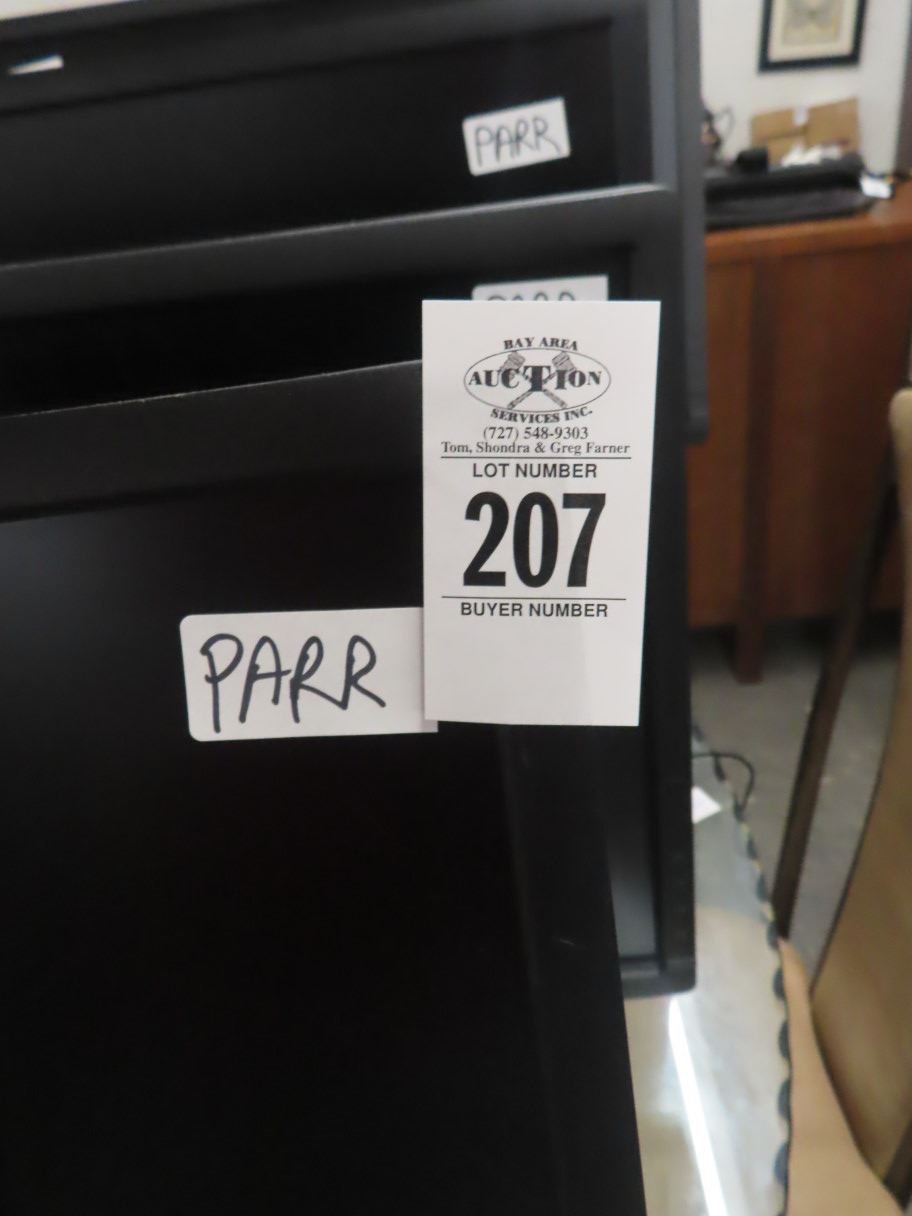 PARR
PARR
BAY AREA
AUCTION
SERVICES INC.
(727) 548-9303
Tom, Shondra & Greg Farner
LOT NUMBER
207
BUYER NUMBER
PARR